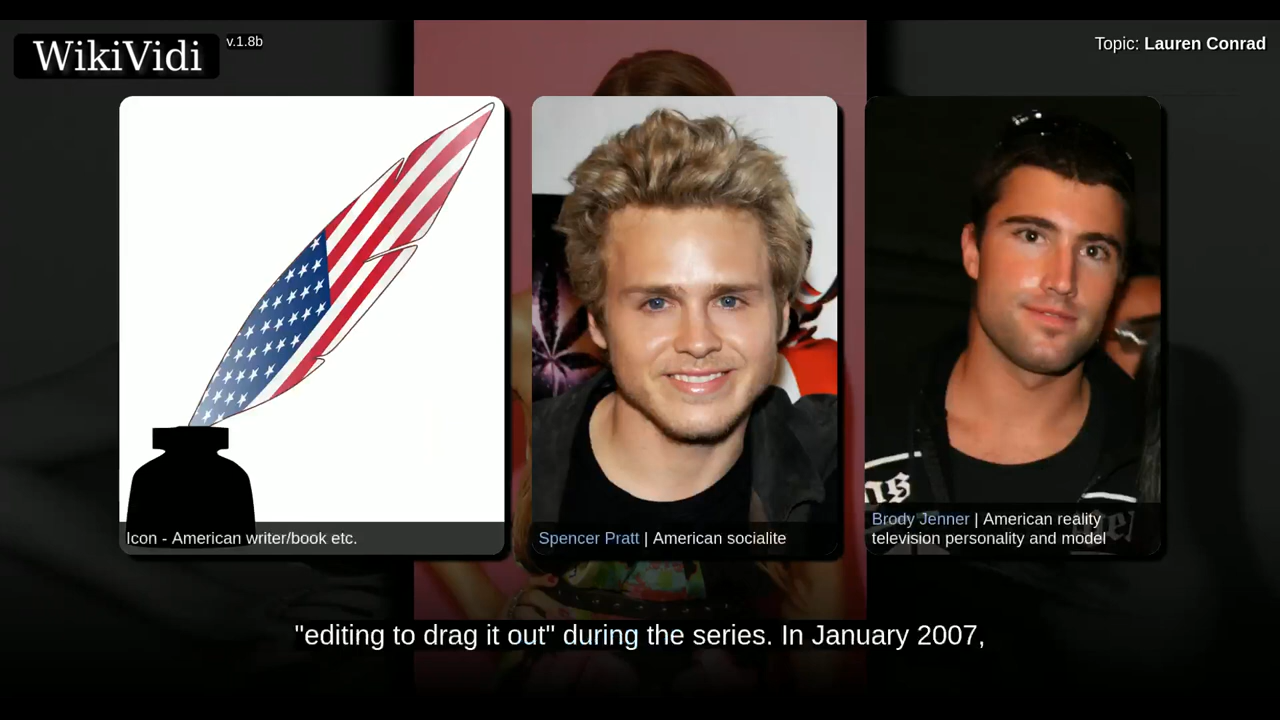 WikiVidi
v.1.8b
Topic: Lauren Conrad
Icon - American writer/book etc.
Spencer Pratt | American socialite
Brody Jenner | American reality
television personality and model
"editing to drag it out" during the series. In January 2007,